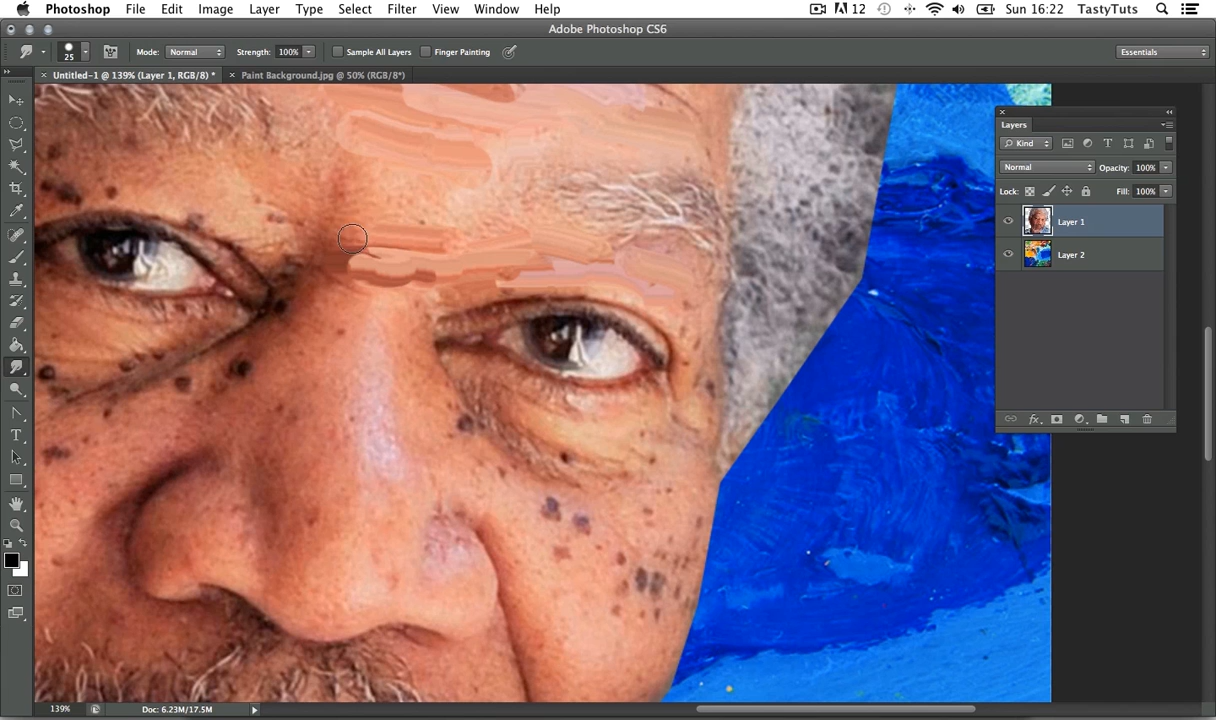 Photoshop File Edit Image Layer Type Select Filter View Window Help 12 Sun 16:22 TastyTuts
Adobe Photoshop CS6
25 Mode: Normal Strength: 100% Sample All Layers Finger Painting Essentials
Untitled-1 @ 139% (Layer 1, RGB/8) * Paint Background.jpg @ 50% (RGB/8*)
Layers
Kind
Normal Opacity: 100%
Lock: Fill: 100%
Layer 1
Layer 2
139% Doc: 6.23M/17.5M